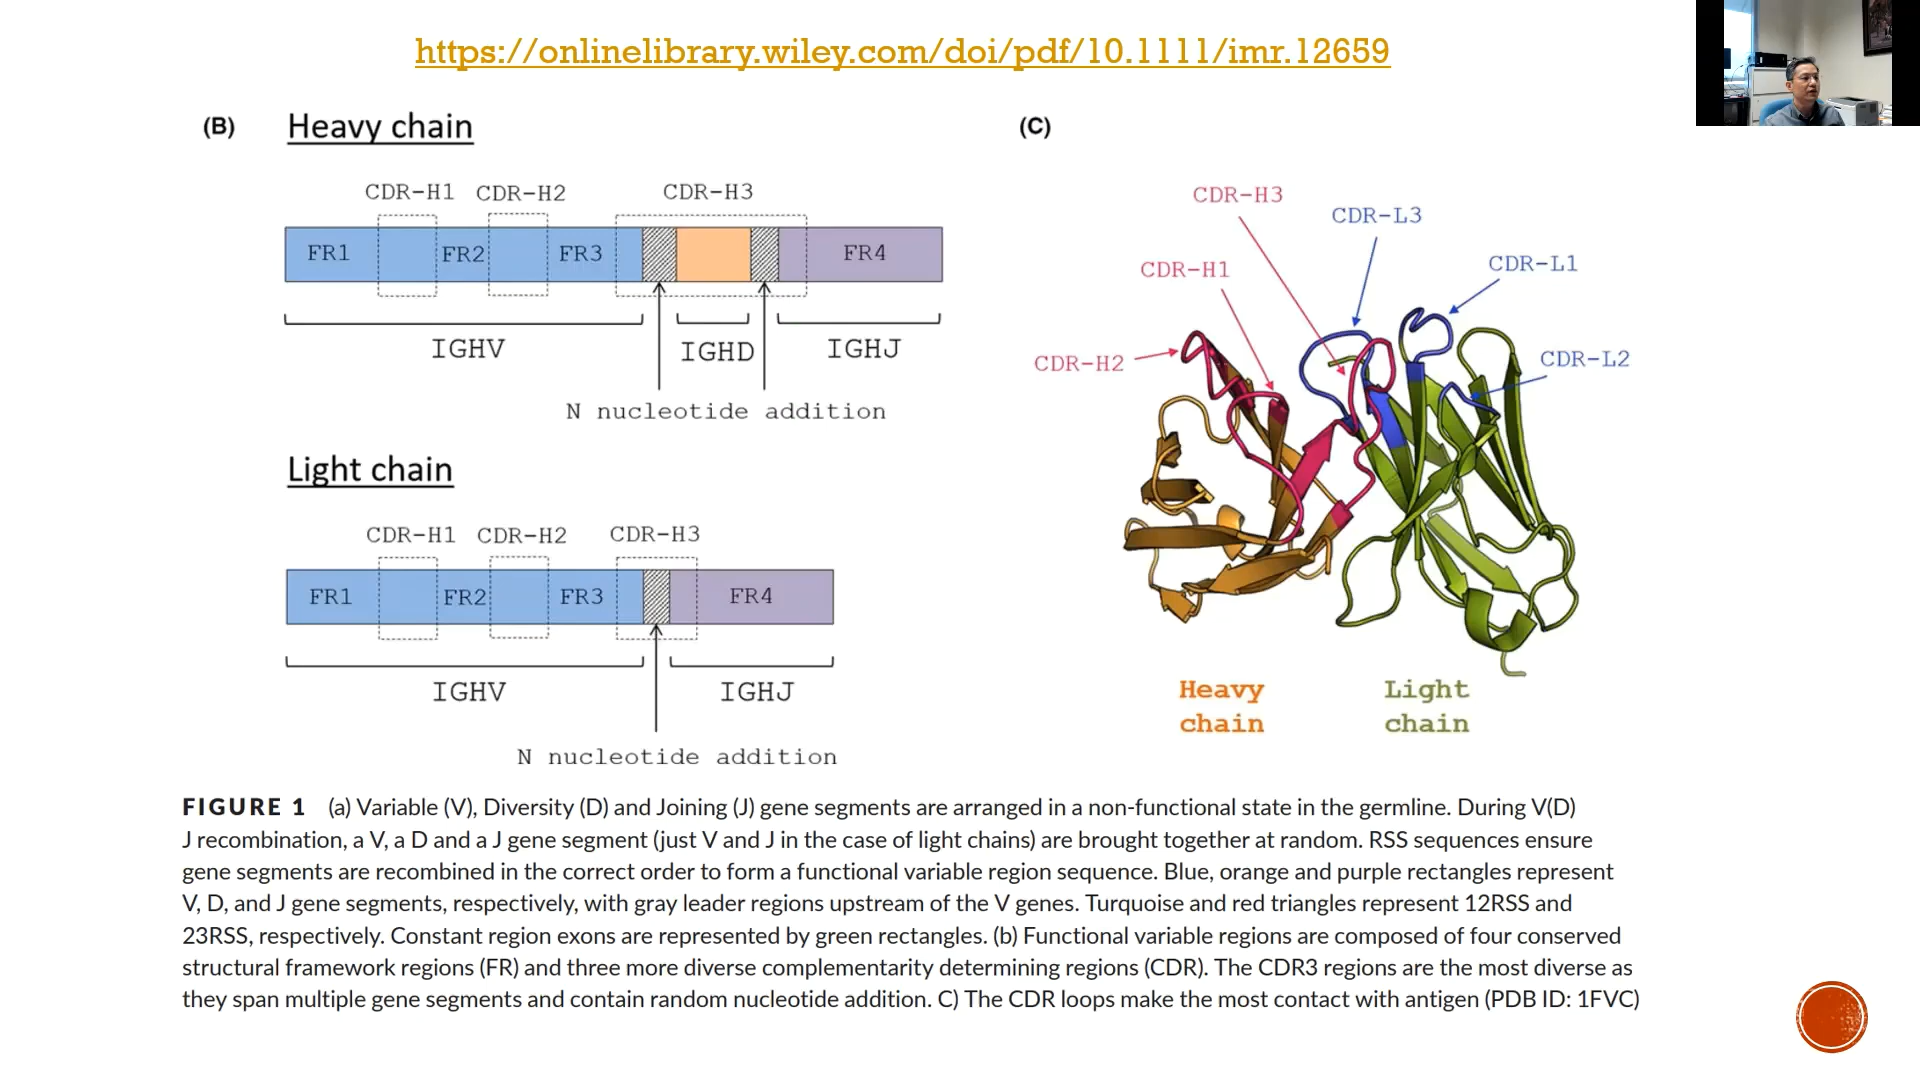 https://onlinelibrary.wiley.com/doi/pdf/10.1111/imr.12659
(B)
Heavy chain
CDR-H1 CDR-H2 CDR-H3
FR1 FR2 FR3 FR4
IGHV IGHD IGHJ
N nucleotide addition
Light chain
CDR-H1 CDR-H2 CDR-H3
FR1 FR2 FR3 FR4
IGHV IGHJ
N nucleotide addition
(C)
CDR-H3
CDR-L3
CDR-H1
CDR-L1
CDR-H2
CDR-L2
Heavy
chain
Light
chain
FIGURE 1 (a) Variable (V), Diversity (D) and Joining (J) gene segments are arranged in a non-functional state in the germline. During V(D)
J recombination, a V, a D and a J gene segment (just V and J in the case of light chains) are brought together at random. RSS sequences ensure
gene segments are recombined in the correct order to form a functional variable region sequence. Blue, orange and purple rectangles represent
V, D, and J gene segments, respectively, with gray leader regions upstream of the V genes. Turquoise and red triangles represent 12RSS and
23RSS, respectively. Constant region exons are represented by green rectangles. (b) Functional variable regions are composed of four conserved
structural framework regions (FR) and three more diverse complementarity determining regions (CDR). The CDR3 regions are the most diverse as
they span multiple gene segments and contain random nucleotide addition. C) The CDR loops make the most contact with antigen (PDB ID: 1FVC)